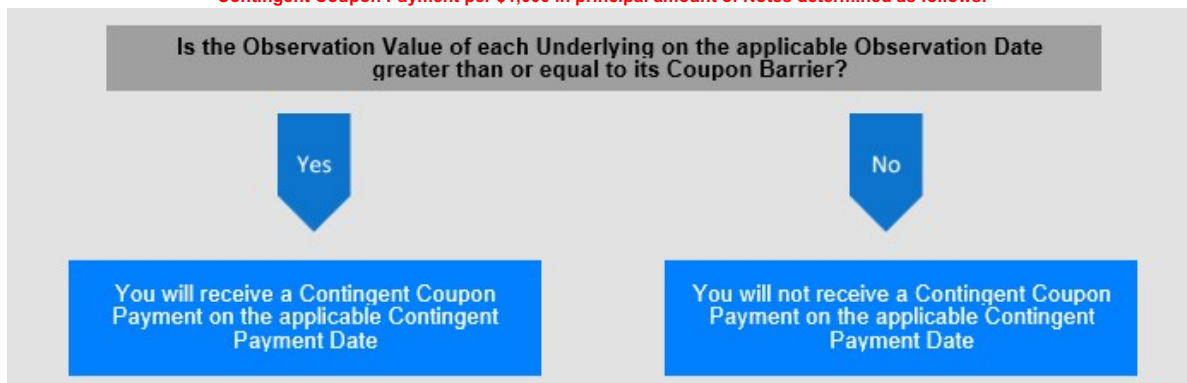 Contingent Coupon Payment per $1,000 in principal amount of Notes determined as follows:
Is the Observation Value of each Underlying on the applicable Observation Date
greater than or equal to its Coupon Barrier?
Yes
No
You will receive a Contingent Coupon
Payment on the applicable Contingent
Payment Date
You will not receive a Contingent Coupon
Payment on the applicable Contingent
Payment Date